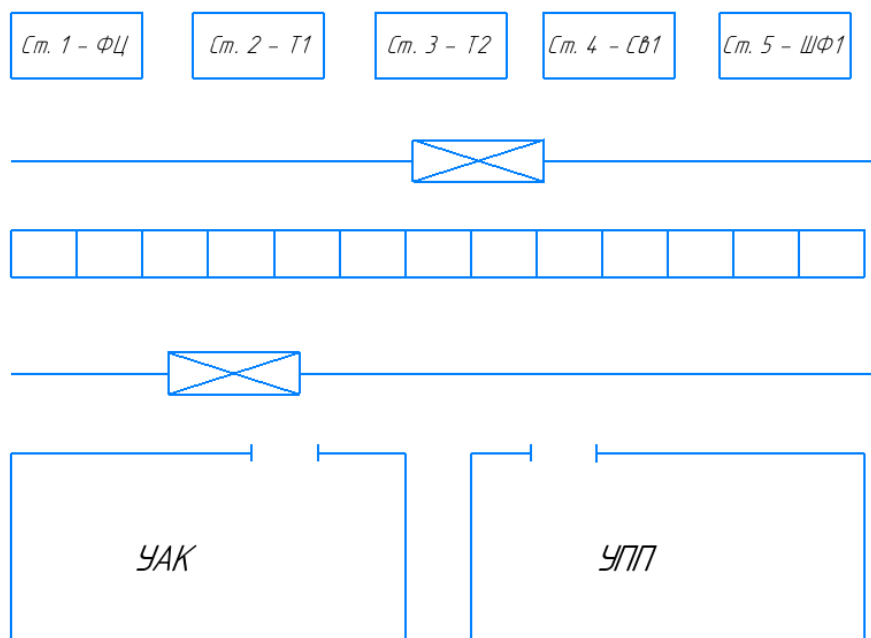 Ст. 1 - ФЦ
Ст. 2 - Т1
Ст. 3 - Т2
Ст. 4 - Св1
Ст. 5 - ШФ1
УАК
УПП